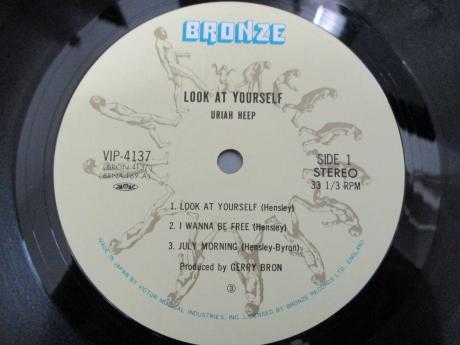 BRONZE
LOOK AT YOURSELF
URIAH HEEP
VIP-4137
SIDE 1
STEREO
33 1/3 RPM
1. LOOK AT YOURSELF (Hensley)
2. I WANNA BE FREE (Hensley)
3. JULY MORNING (Hensley-Byron)
Produced by GERRY BRON
3
MADE IN JAPAN BY VICTOR MUSICAL INDUSTRIES, INC. LICENSED BY BRONZE RECORDS LTD. ENGLAND